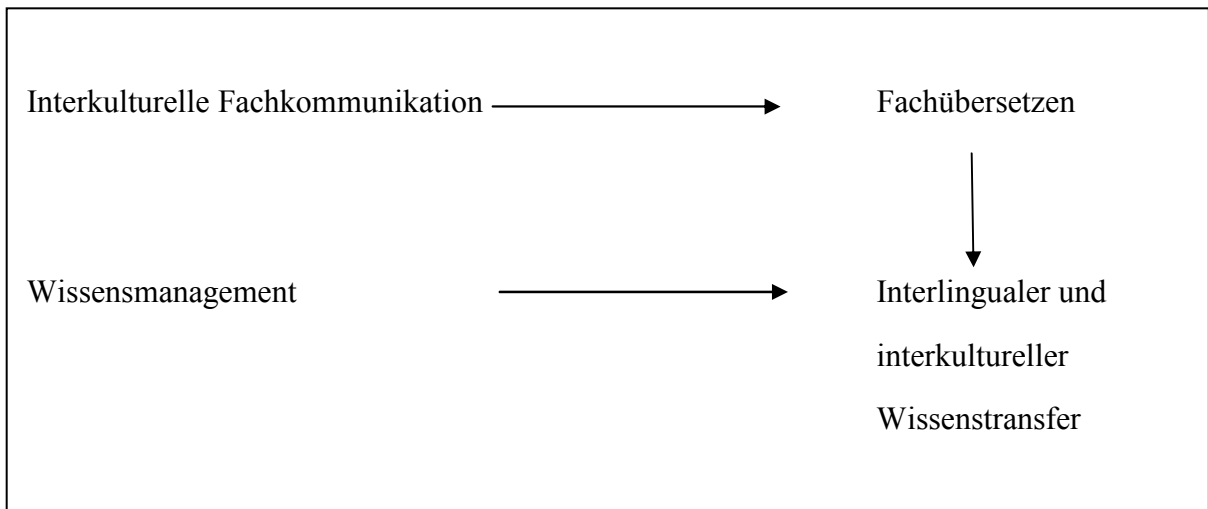 Interkulturelle Fachkommunikation
Fachübersetzen
Wissensmanagement
Interlingualer und
interkultureller
Wissenstransfer